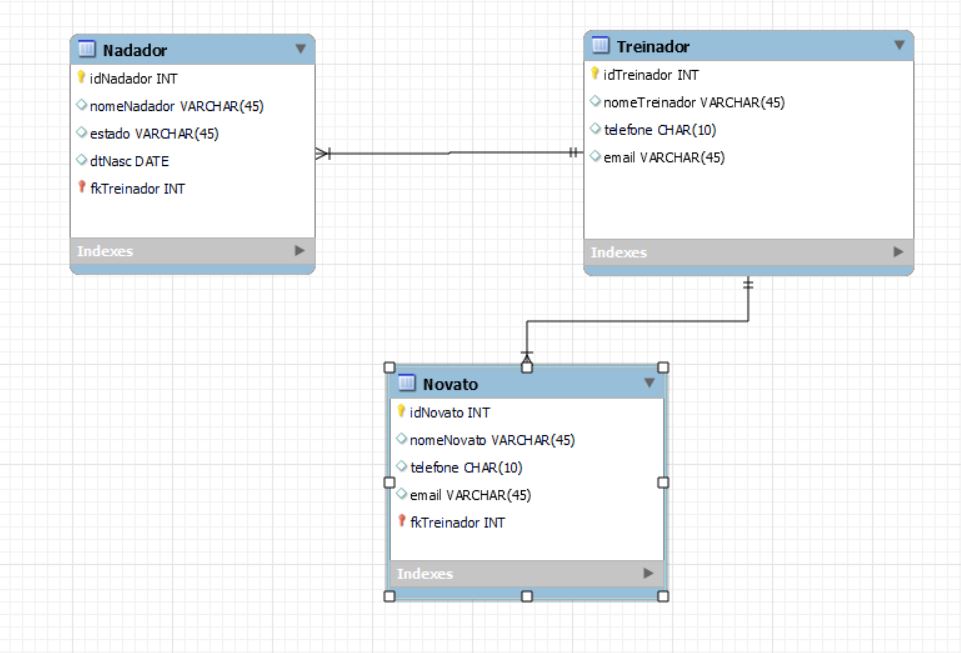 Nadador
idNadador INT
nomeNadador VARCHAR(45)
estado VARCHAR(45)
dtNasc DATE
fkTreinador INT
Indexes
Treinador
idTreinador INT
nomeTreinador VARCHAR(45)
telefone CHAR(10)
email VARCHAR(45)
Indexes
Novato
idNovato INT
nomeNovato VARCHAR(45)
telefone CHAR(10)
email VARCHAR(45)
fkTreinador INT
Indexes